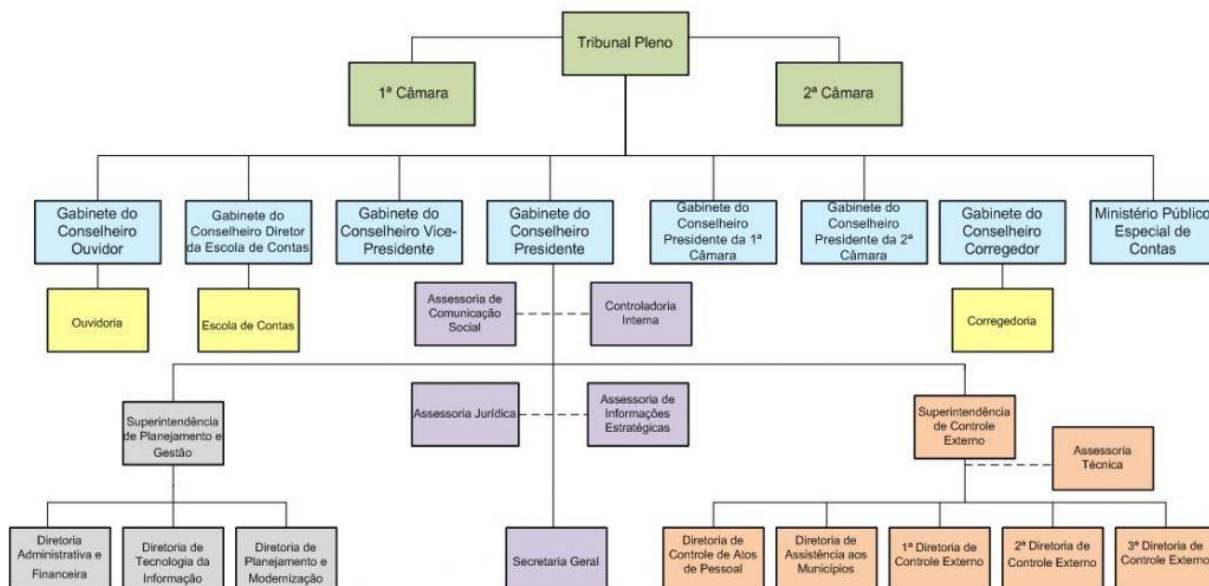 Tribunal Pleno
1ª Câmara
2ª Câmara
Gabinete do
Conselheiro
Ouvidor
Gabinete do
Conselheiro Diretor
da Escola de Contas
Gabinete do
Conselheiro Vice-
Presidente
Gabinete do
Conselheiro
Presidente
Gabinete do
Conselheiro
Presidente da 1ª
Câmara
Gabinete do
Conselheiro
Presidente da 2ª
Câmara
Gabinete do
Conselheiro
Corregedor
Ministério Público
Especial de
Contas
Ouvidoria
Escola de Contas
Assessoria de
Comunicação
Social
Controladoria
Interna
Corregedoria
Superintendência
de Planejamento e
Gestão
Assessoria Jurídica
Assessoria de
Informações
Estratégicas
Superintendência
de Controle
Externo
Assessoria
Técnica
Diretoria
Administrativa e
Financeira
Diretoria de
Tecnologia da
Informação
Diretoria de
Planejamento e
Modernização
Secretaria Geral
Diretoria de
Controle de Atos
de Pessoal
Diretoria de
Assistência aos
Municípios
1ª Diretoria de
Controle Externo
2ª Diretoria de
Controle Externo
3ª Diretoria de
Controle Externo